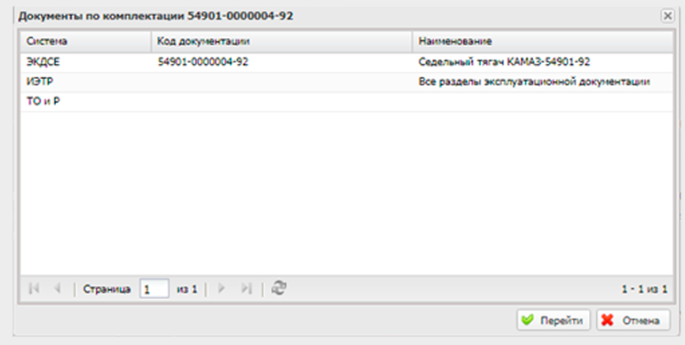 Документы по комплектации 54901-0000004-92
Система Код документации Наименование
ЭКДСЕ 54901-0000004-92 Седельный тягач КАМАЗ-54901-92
ИЭТР Все разделы эксплуатационной документации
ТО и Р
Страница 1 из 1 1 - 1 из 1
Перейти Отмена